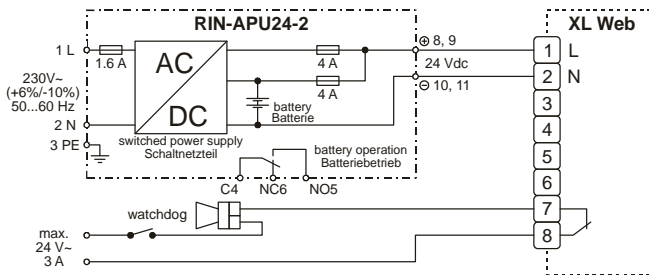 RIN-APU24-2
XL Web
1 L
1.6 A
AC
DC
4 A
4 A
⊕ 8, 9
24 Vdc
⊖ 10, 11
1
L
2
N
3
4
5
6
7
8
230V~
(+6%/-10%)
50...60 Hz
battery
Batterie
2 N
3 PE
switched power supply
Schaltnetzteil
battery operation
Batteriebetrieb
C4
NC6
NO5
watchdog
max.
24 V~
3 A